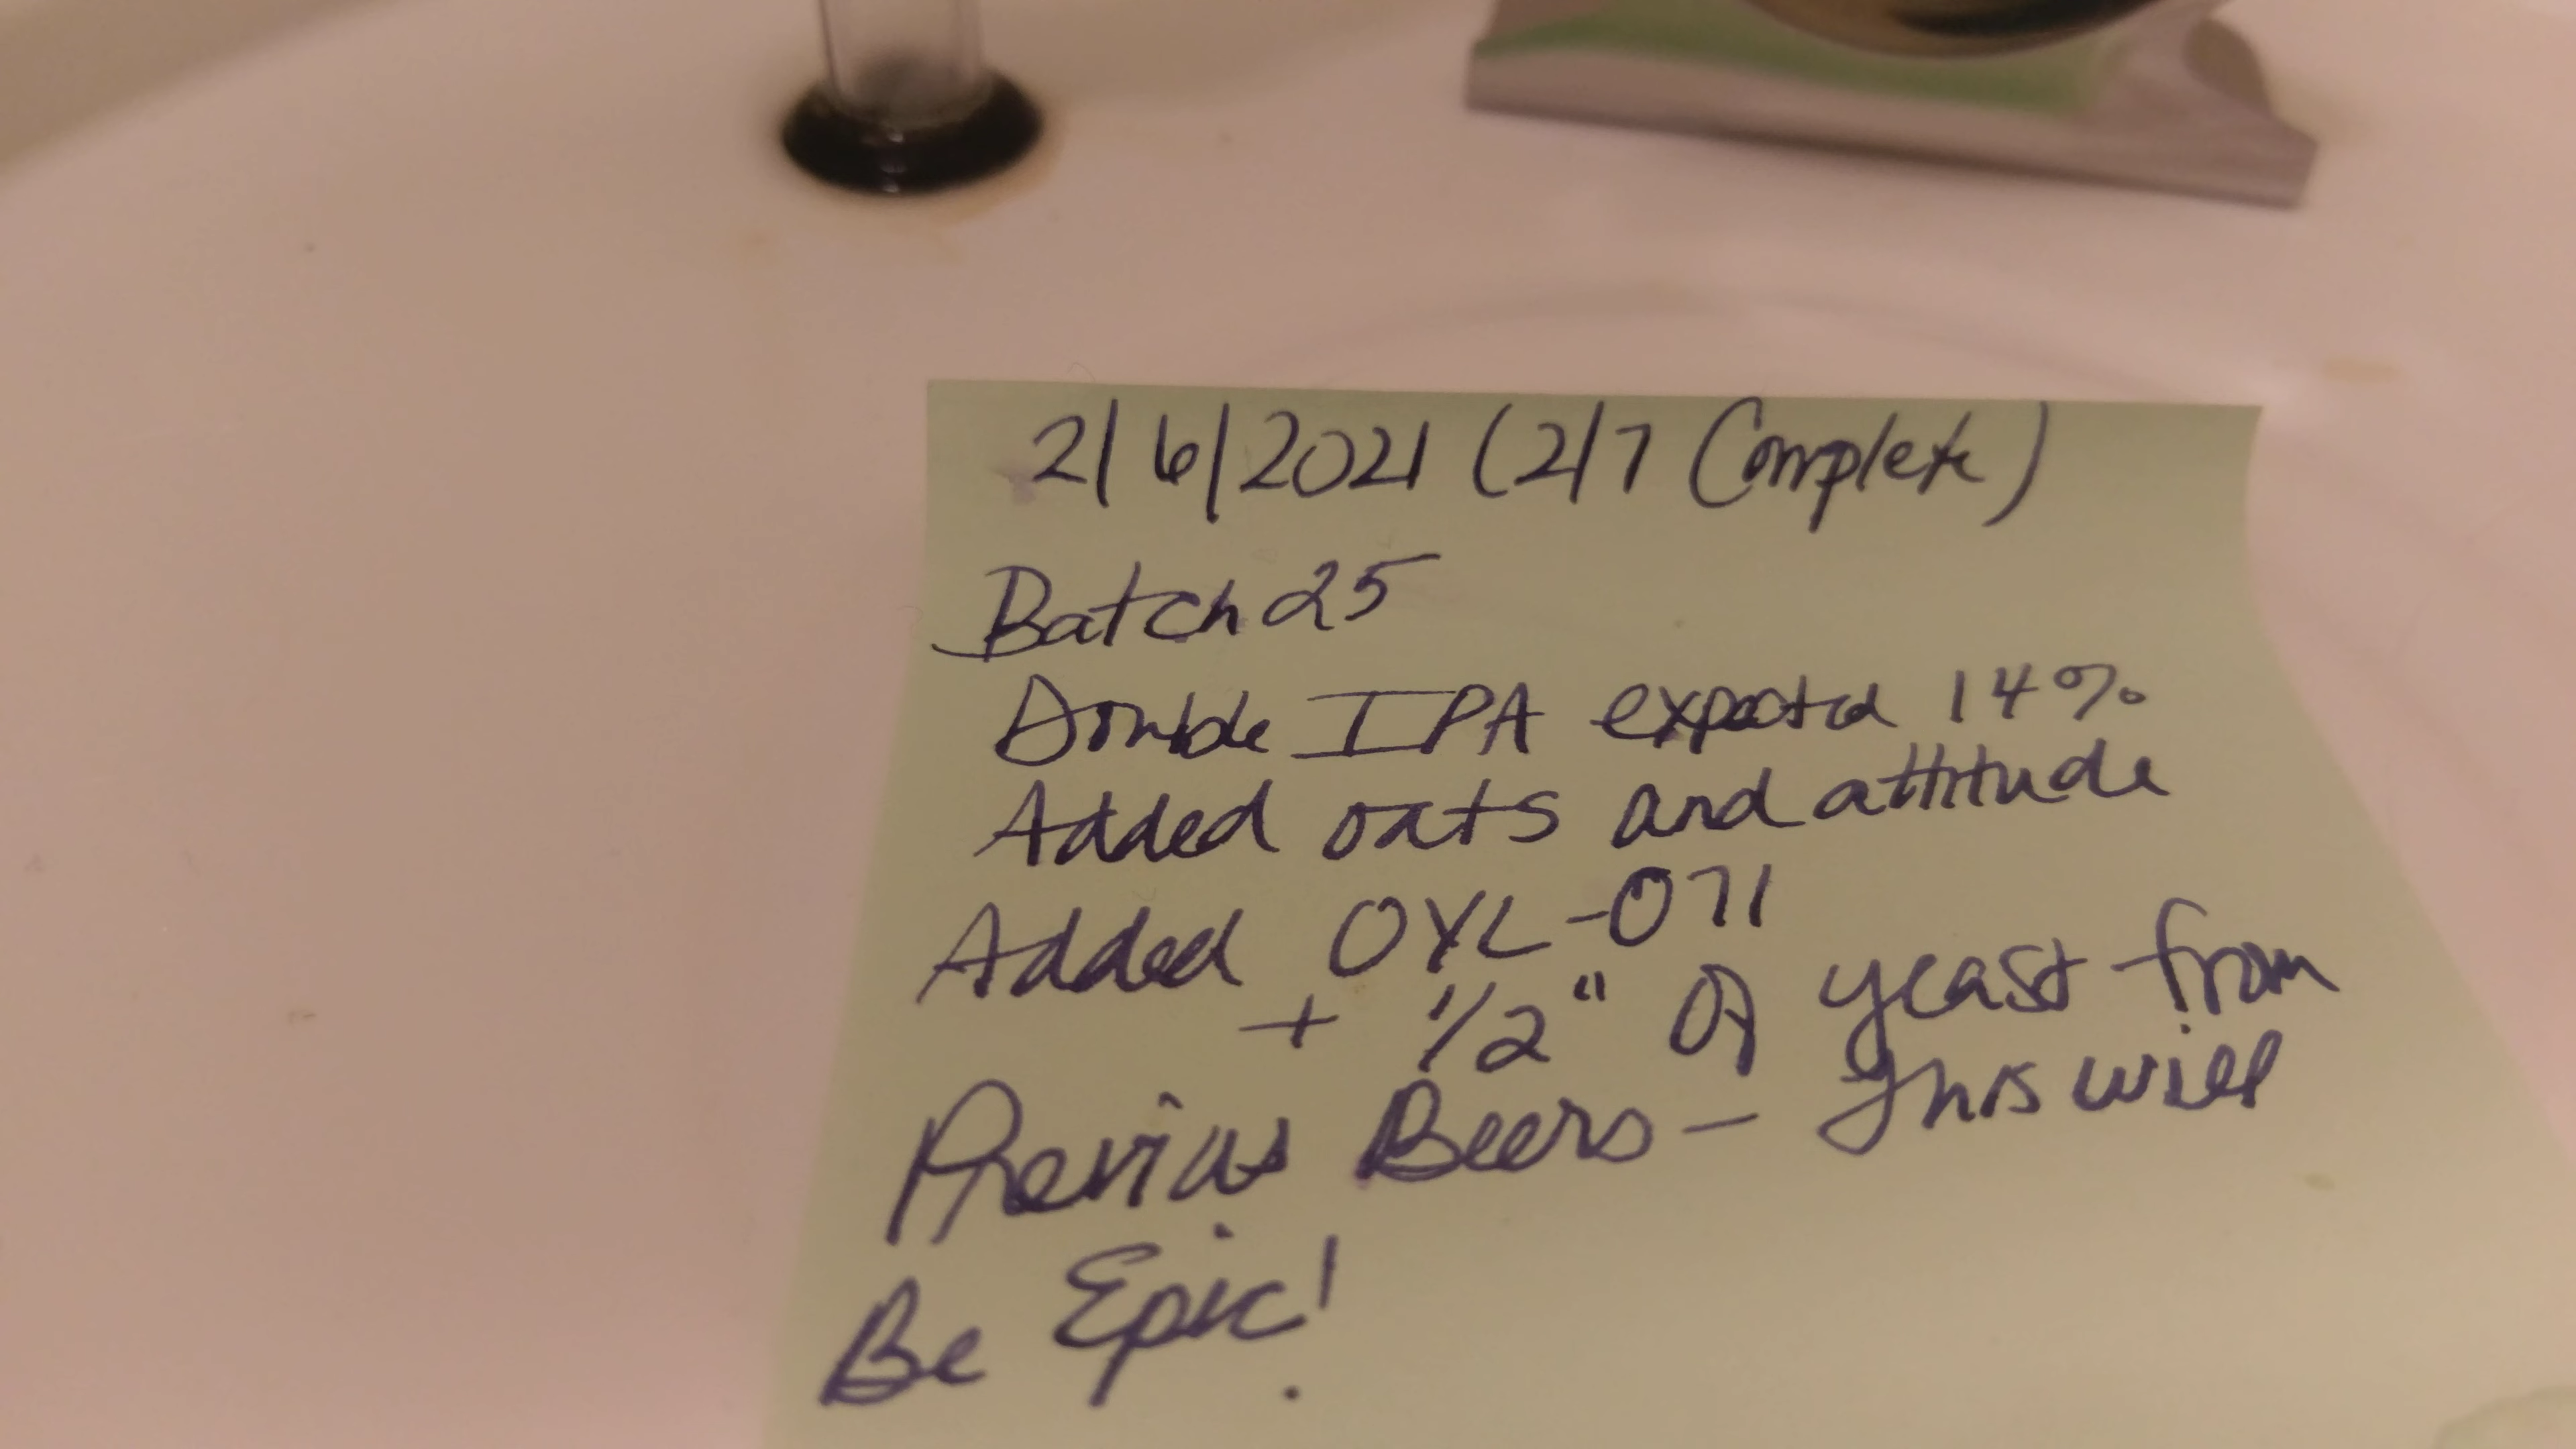 2/6/2021 (2/7 Complete)
Batch 25
Double IPA expected 14%
Added oats and attitude
Added OYL-071
+ 1/2" of yeast from
Previous Beers - This will
Be Epic!